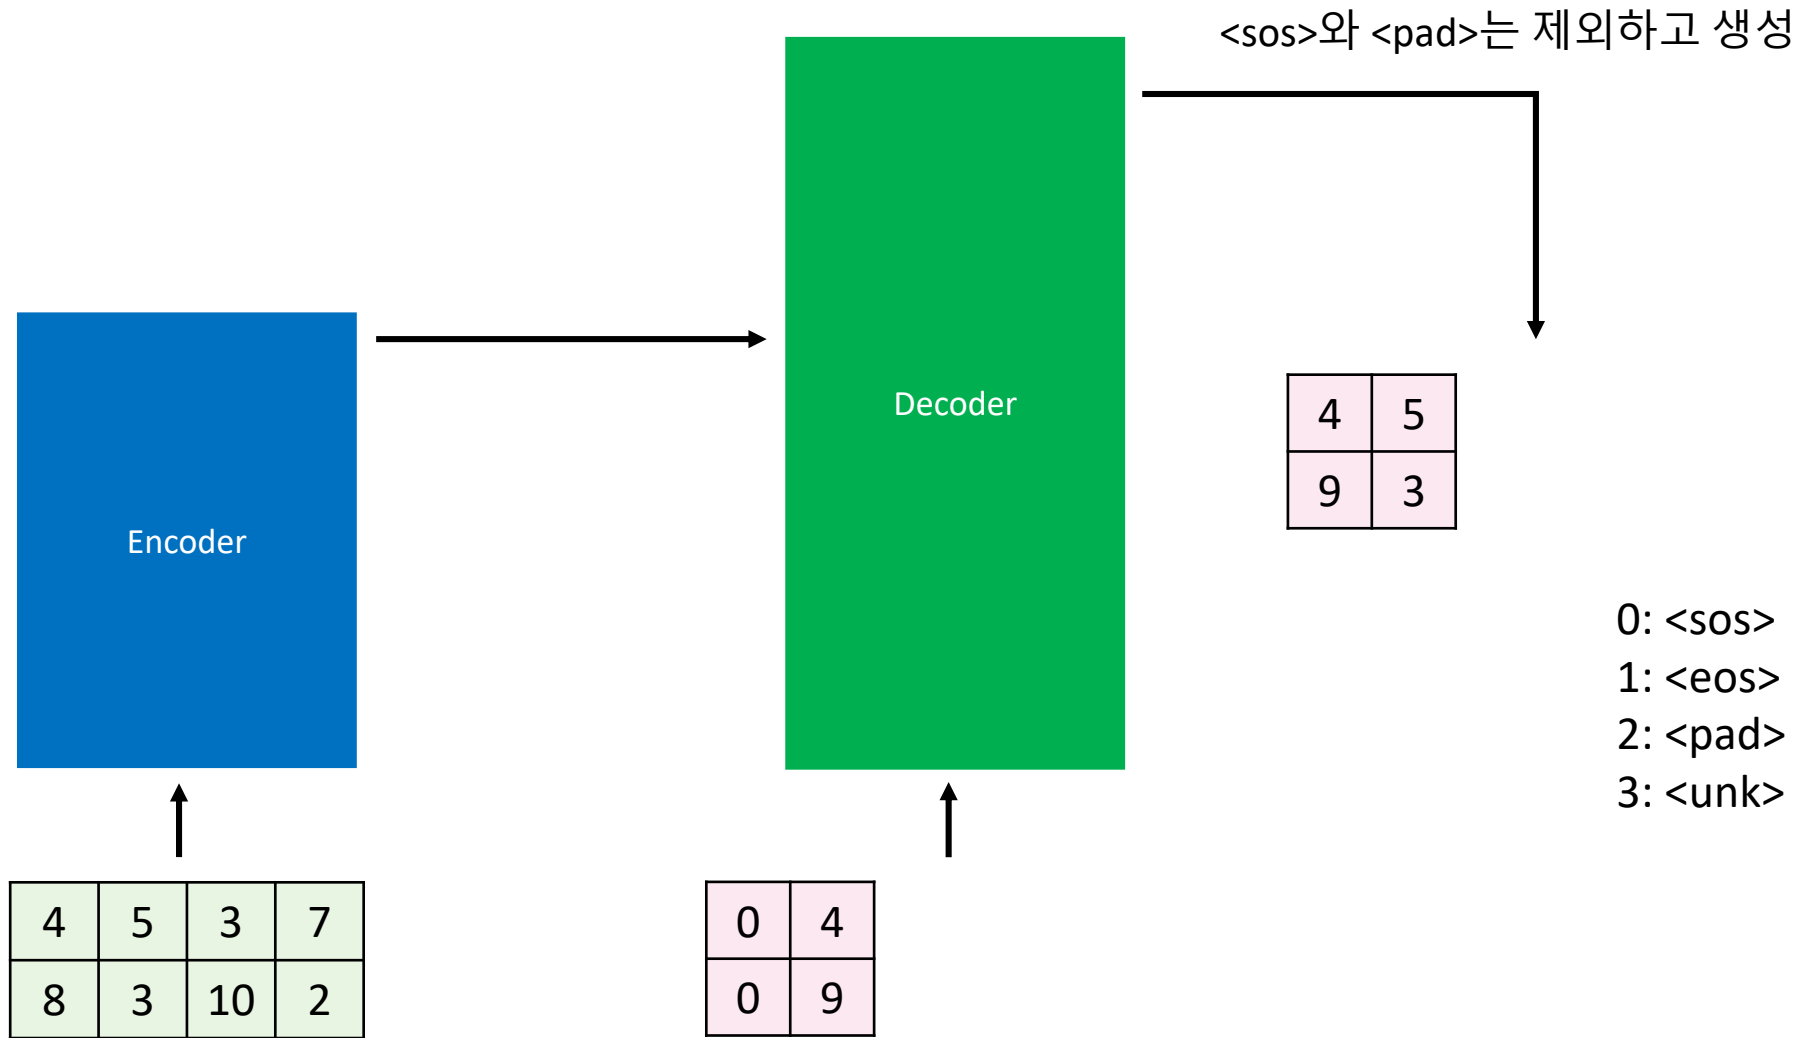 <sos>와 <pad>는 제외하고 생성
Decoder
Encoder
4 5
9 3
0: <sos>
1: <eos>
2: <pad>
3: <unk>
4 5 3 7
8 3 10 2
0 4
0 9